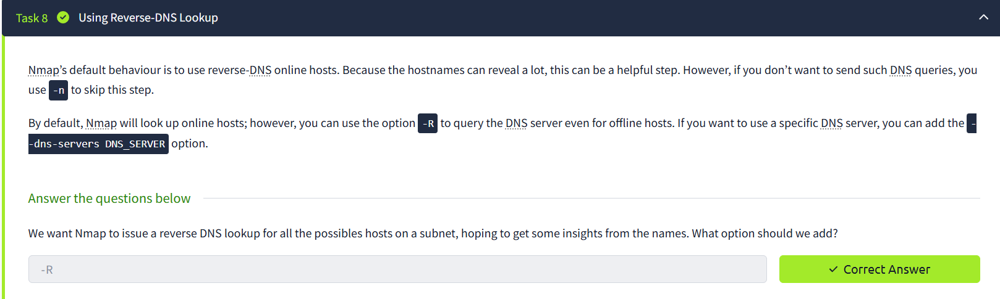 Task 8 Using Reverse-DNS Lookup
Nmap’s default behaviour is to use reverse-DNS online hosts. Because the hostnames can reveal a lot, this can be a helpful step. However, if you don’t want to send such DNS queries, you
use -n to skip this step.
By default, Nmap will look up online hosts; however, you can use the option -R to query the DNS server even for offline hosts. If you want to use a specific DNS server, you can add the -
-dns-servers DNS_SERVER option.
Answer the questions below
We want Nmap to issue a reverse DNS lookup for all the possibles hosts on a subnet, hoping to get some insights from the names. What option should we add?
-R
Correct Answer